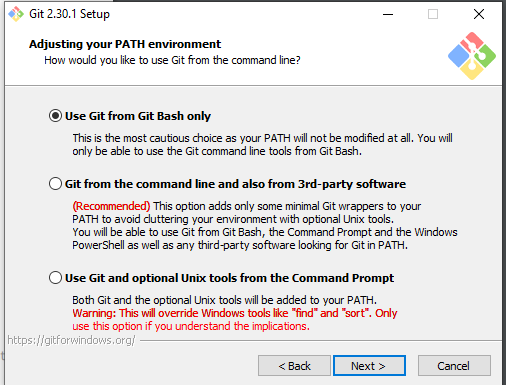 Git 2.30.1 Setup
Adjusting your PATH environment
How would you like to use Git from the command line?
Use Git from Git Bash only
This is the most cautious choice as your PATH will not be modified at all. You will
only be able to use the Git command line tools from Git Bash.
Git from the command line and also from 3rd-party software
(Recommended) This option adds only some minimal Git wrappers to your
PATH to avoid cluttering your environment with optional Unix tools.
You will be able to use Git from Git Bash, the Command Prompt and the Windows
PowerShell as well as any third-party software looking for Git in PATH.
Use Git and optional Unix tools from the Command Prompt
Both Git and the optional Unix tools will be added to your PATH.
Warning: This will override Windows tools like "find" and "sort". Only
use this option if you understand the implications.
https://gitforwindows.org/
< Back
Next >
Cancel